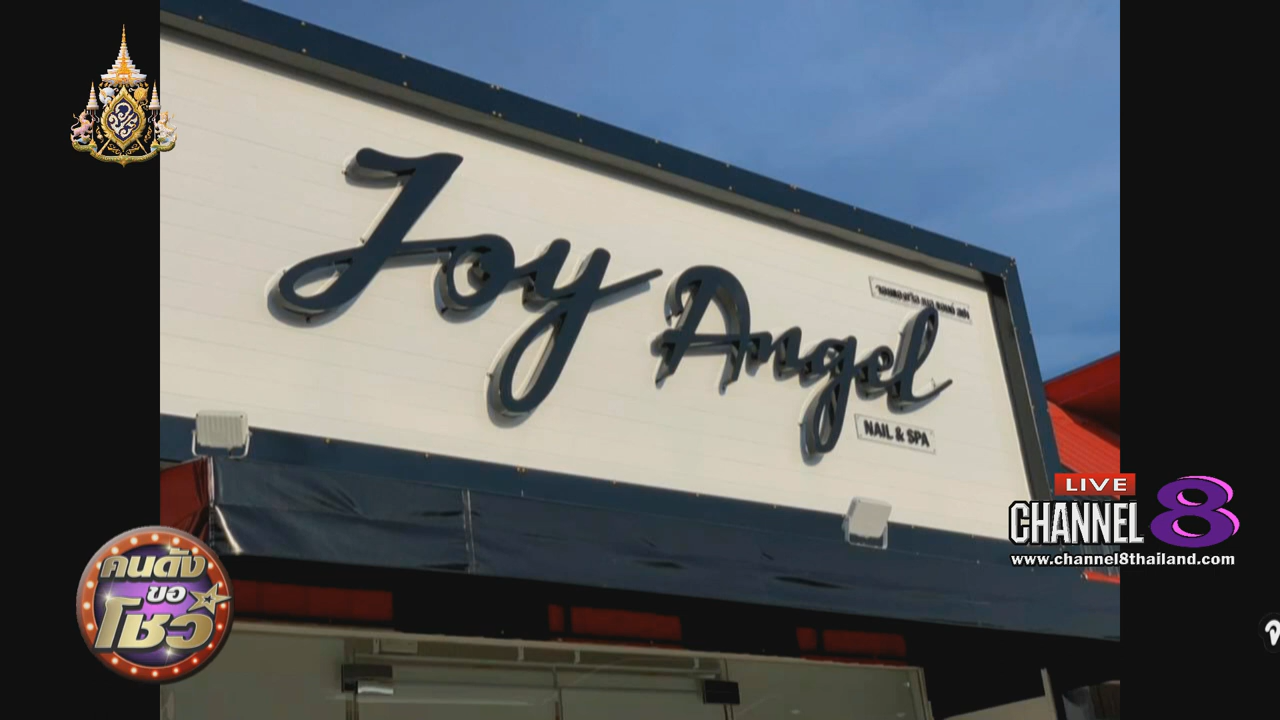 Joy Angel
NAIL & SPA
LIVE
CHANNEL 8
www.channel8thailand.com
คนดัง
ขอ
โชว์